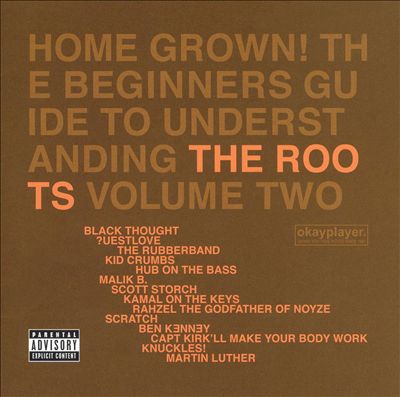 HOME GROWN! TH
E BEGINNERS GU
IDE TO UNDERST
ANDING THE ROO
TS VOLUME TWO
okayplayer.
BLACK THOUGHT
?UESTLOVE
THE RUBBERBAND
KID CRUMBS
HUB ON THE BASS
MALIK B.
SCOTT STORCH
KAMAL ON THE KEYS
RAHZEL THE GODFATHER OF NOYZE
SCRATCH
BEN KƎNNƎY
CAPT KIRK'LL MAKE YOUR BODY WORK
KNUCKLES!
MARTIN LUTHER
PARENTAL
ADVISORY
EXPLICIT CONTENT